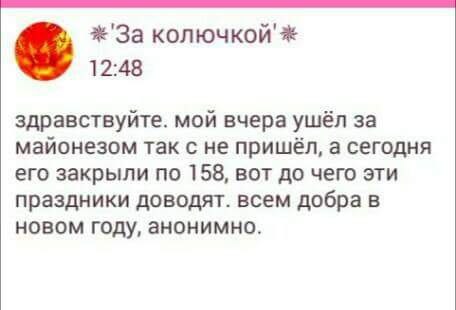 ✵'За колючкой'✵
12:48
здравствуйте. мой вчера ушёл за
майонезом так с не пришёл, а сегодня
его закрыли по 158, вот до чего эти
праздники доводят. всем добра в
новом году, анонимно.